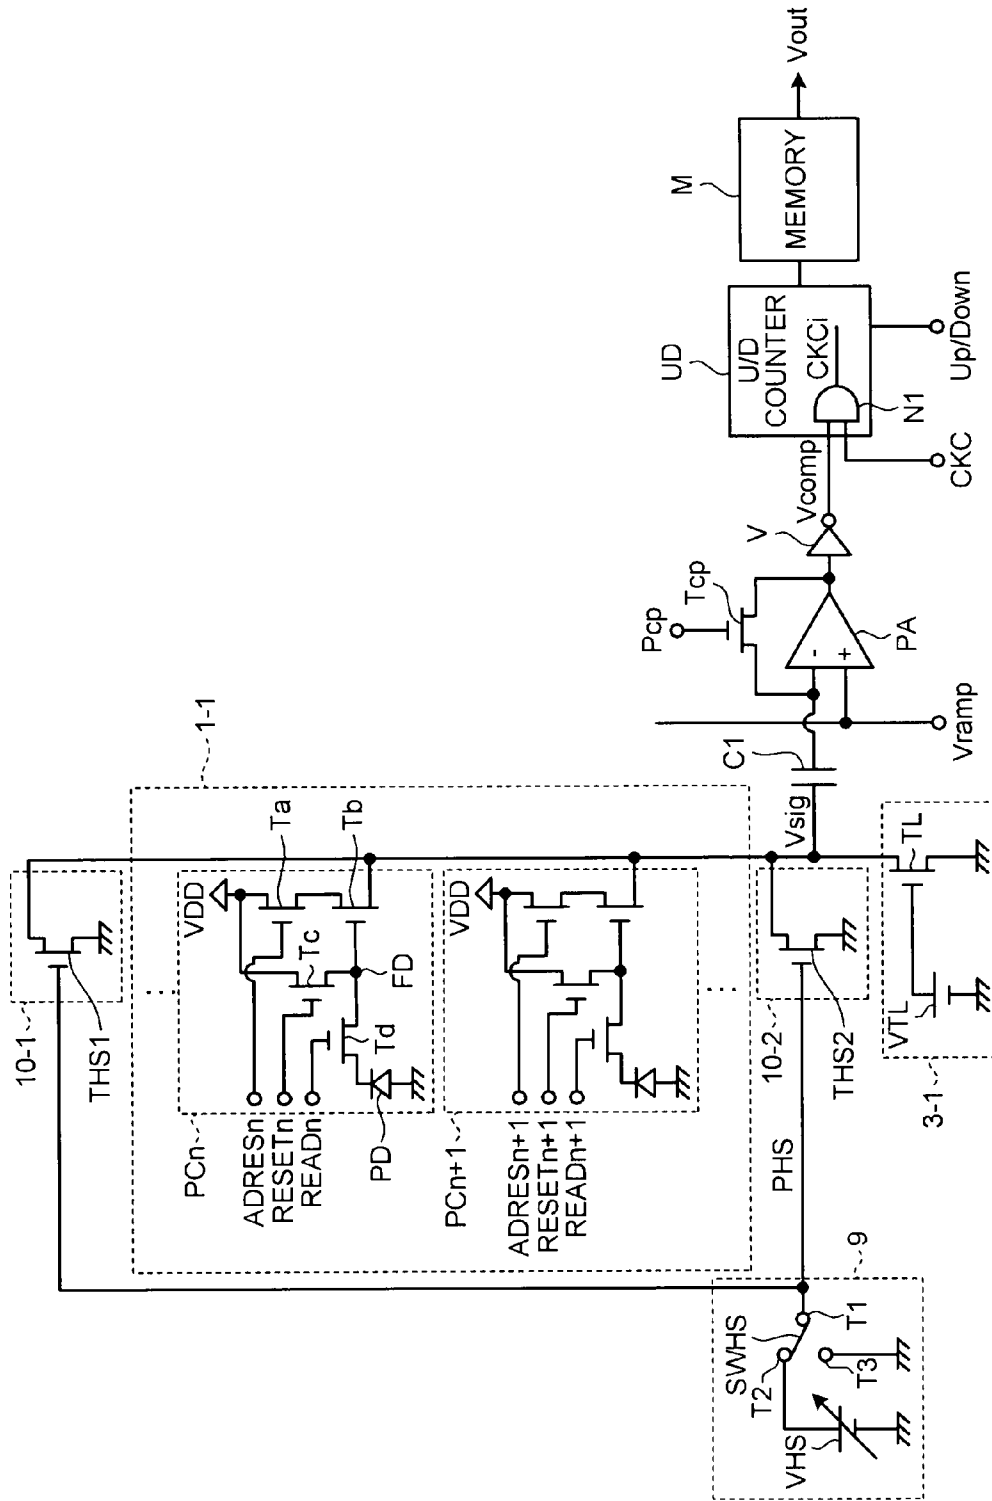 10-1
THS1
1-1
PCn
VDD
Ta
Tb
Tc
Td
FD
PD
ADRESn
RESETn
READn
PCn+1
VDD
ADRESn+1
RESETn+1
READn+1
10-2
THS2
PHS
9
SWHS
T1
T2
T3
VHS
3-1
VTL
TL
Vsig
C1
Vramp
Pcp
Tcp
-
+
PA
V
Vcomp
CKC
N1
UD
U/D
COUNTER
CKCi
Up/Down
M
MEMORY
Vout